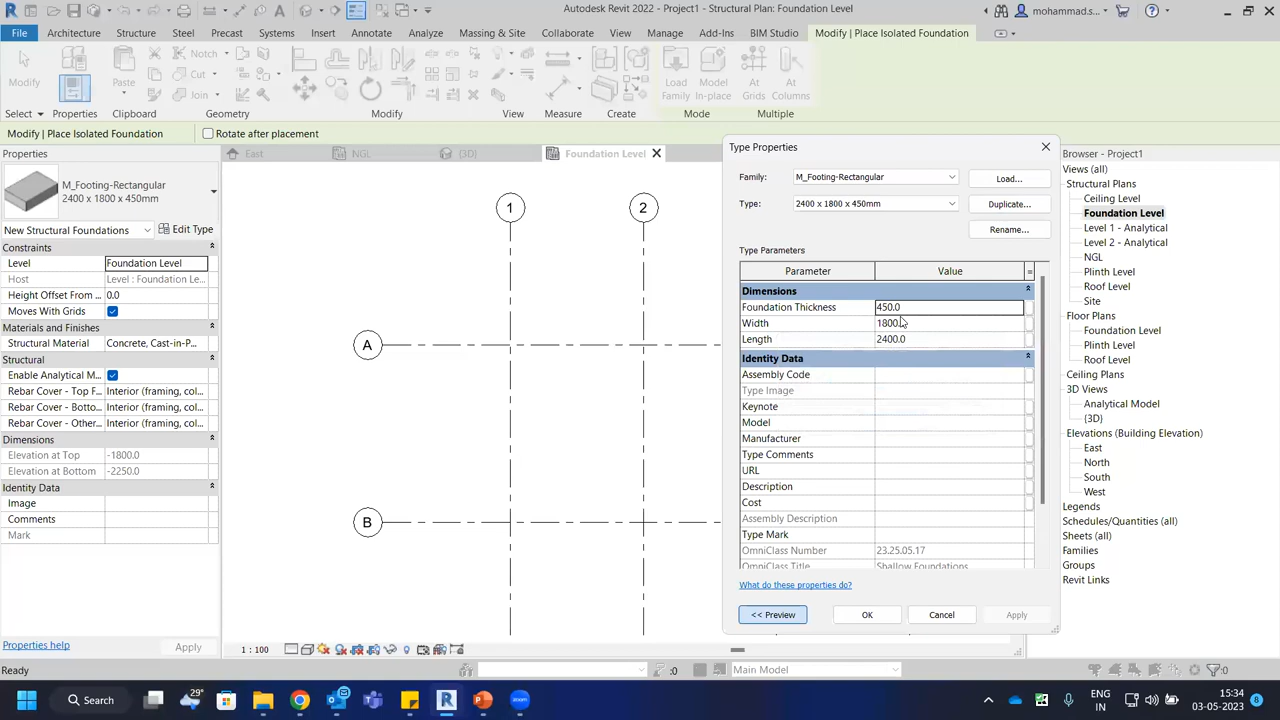 Autodesk Revit 2022 - Project1 - Structural Plan: Foundation Level
mohammad.s...
File Architecture Structure Steel Precast Systems Insert Annotate Analyze Massing & Site Collaborate View Manage Add-Ins BIM Studio Modify | Place Isolated Foundation
Modify Paste Notch Cut Join Load Family Model In-place At Grids At Columns
Select Properties Clipboard Geometry Modify Measure Create Mode Multiple
Modify | Place Isolated Foundation Rotate after placement
Properties
M_Footing-Rectangular
2400 x 1800 x 450mm
New Structural Foundations Edit Type
Constraints
Level Foundation Level
Host Level : Foundation Le...
Height Offset From ... 0.0
Moves With Grids
Materials and Finishes
Structural Material Concrete, Cast-in-P...
Structural
Enable Analytical M...
Rebar Cover - Top F... Interior (framing, col...
Rebar Cover - Botto... Interior (framing, col...
Rebar Cover - Other... Interior (framing, col...
Dimensions
Elevation at Top -1800.0
Elevation at Bottom -2250.0
Identity Data
Image
Comments
Mark
Properties help Apply
East NGL {3D} Foundation Level
1 2
A
B
Type Properties
Family: M_Footing-Rectangular Load...
Type: 2400 x 1800 x 450mm Duplicate...
Rename...
Type Parameters
Parameter Value =
Dimensions
Foundation Thickness 450.0
Width 1800.
Length 2400.0
Identity Data
Assembly Code
Type Image
Keynote
Model
Manufacturer
Type Comments
URL
Description
Cost
Assembly Description
Type Mark
OmniClass Number 23.25.05.17
OmniClass Title Shallow Foundations
What do these properties do?
<< Preview OK Cancel Apply
Browser - Project1
Views (all)
Structural Plans
Ceiling Level
Foundation Level
Level 1 - Analytical
Level 2 - Analytical
NGL
Plinth Level
Roof Level
Site
Floor Plans
Foundation Level
Plinth Level
Roof Level
Ceiling Plans
3D Views
Analytical Model
{3D}
Elevations (Building Elevation)
East
North
South
West
Legends
Schedules/Quantities (all)
Sheets (all)
Families
Groups
Revit Links
1 : 100
Ready :0 Main Model :0
Search 29° ENG IN 15:34 03-05-2023 8